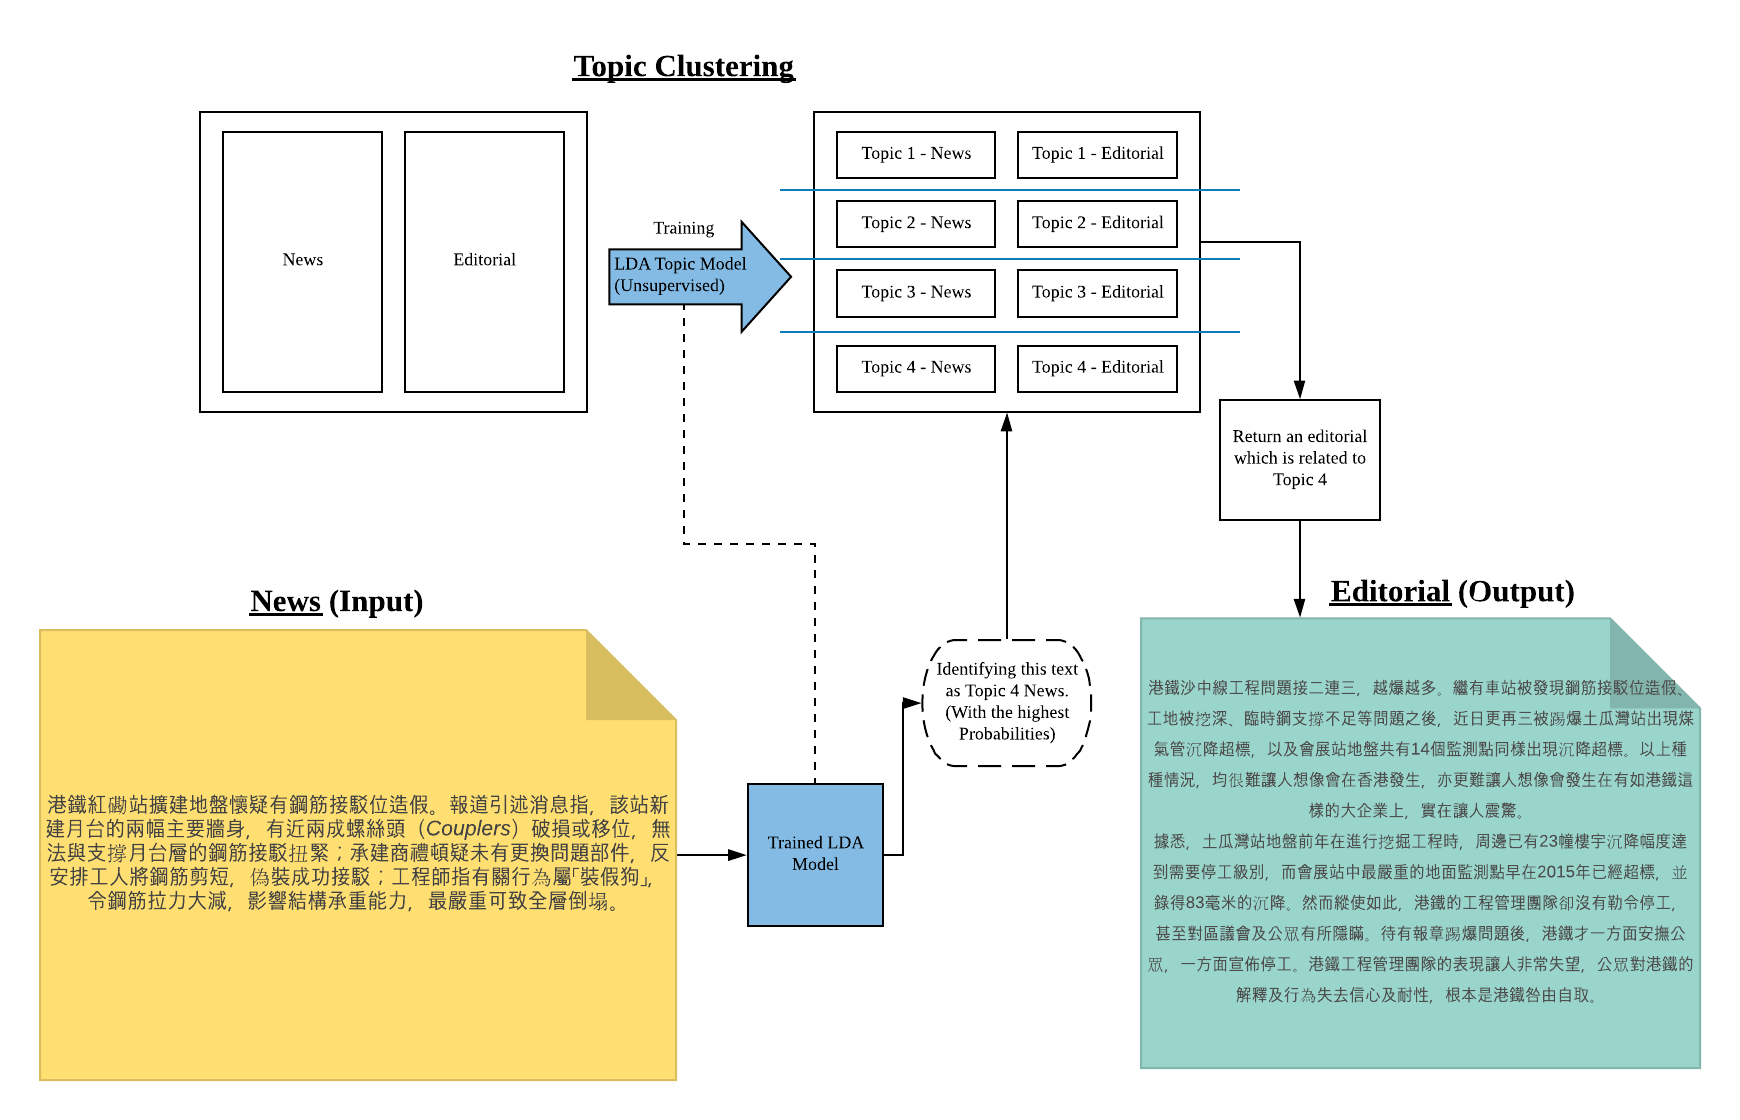 Topic Clustering
News
Editorial
Training
LDA Topic Model
(Unsupervised)
Topic 1 - News
Topic 1 - Editorial
Topic 2 - News
Topic 2 - Editorial
Topic 3 - News
Topic 3 - Editorial
Topic 4 - News
Topic 4 - Editorial
Return an editorial
which is related to
Topic 4
News (Input)
港鐵紅磡站擴建地盤懷疑有鋼筋接駁位造假。報道引述消息指，該站新
建月台的兩幅主要牆身，有近兩成螺絲頭（Couplers）破損或移位，無
法與支撐月台層的鋼筋接駁扭緊；承建商禮頓疑未有更換問題部件，反
安排工人將鋼筋剪短，偽裝成功接駁；工程師指有關行為屬「裝假狗」，
令鋼筋拉力大減，影響結構承重能力，最嚴重可致全層倒塌。
Trained LDA
Model
Identifying this text
as Topic 4 News.
(With the highest
Probabilities)
Editorial (Output)
港鐵沙中線工程問題接二連三，越爆越多。繼有車站被發現鋼筋接駁位造假、
工地被挖深、臨時鋼支撐不足等問題之後，近日更再三被踢爆土瓜灣站出現煤
氣管沉降超標，以及會展站地盤共有14個監測點同樣出現沉降超標。以上種
種情況，均很難讓人想像會在香港發生，亦更難讓人想像會發生在有如港鐵這
樣的大企業上，實在讓人震驚。
據悉，土瓜灣站地盤前年在進行挖掘工程時，周邊已有23幢樓宇沉降幅度達
到需要停工級別，而會展站中最嚴重的地面監測點早在2015年已經超標，並
錄得83毫米的沉降。然而縱使如此，港鐵的工程管理團隊卻沒有勒令停工，
甚至對區議會及公眾有所隱瞞。待有報章踢爆問題後，港鐵才一方面安撫公
眾，一方面宣佈停工。港鐵工程管理團隊的表現讓人非常失望，公眾對港鐵的
解釋及行為失去信心及耐性，根本是港鐵咎由自取。